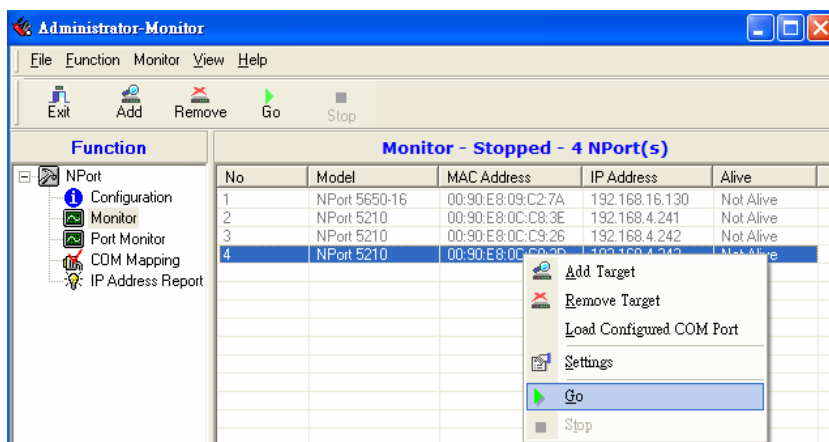 Administrator-Monitor
File Function Monitor View Help
Exit Add Remove Go Stop
Function
NPort
Configuration
Monitor
Port Monitor
COM Mapping
IP Address Report
Monitor - Stopped - 4 NPort(s)
No Model MAC Address IP Address Alive
1 NPort 5650-16 00:90:E8:09:C2:7A 192.168.16.130 Not Alive
2 NPort 5210 00:90:E8:0C:C8:3E 192.168.4.241 Not Alive
3 NPort 5210 00:90:E8:0C:C9:26 192.168.4.242 Not Alive
4 NPort 5210 Not Alive
Add Target
Remove Target
Load Configured COM Port
Settings
Go
Stop